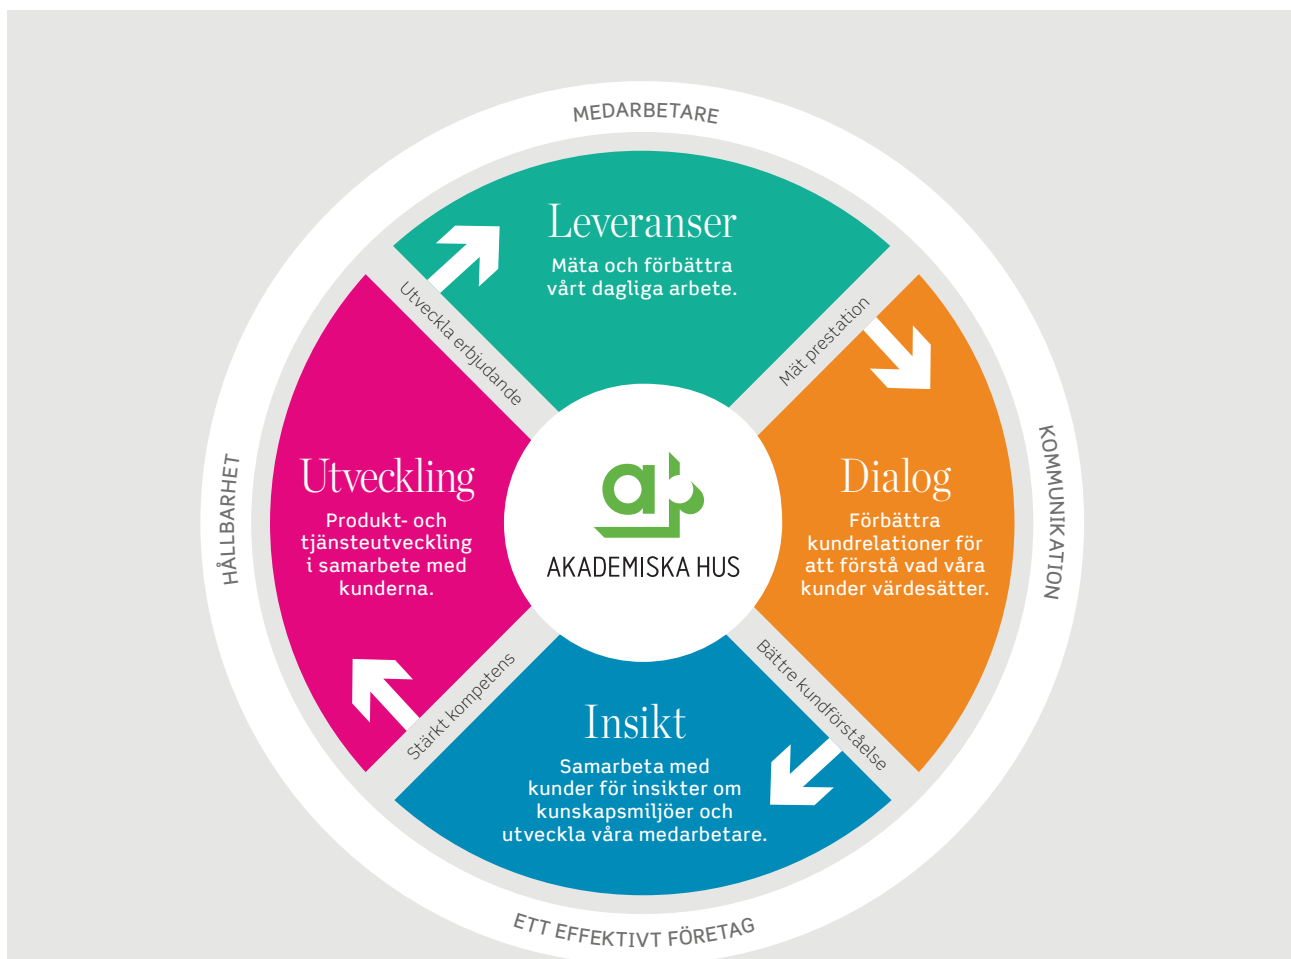 MEDARBETARE
Leveranser
Mäta och förbättra
vårt dagliga arbete.
Utveckla erbjudande
Mät prestation
KOMMUNIKATION
HÅLLBARHET
Utveckling
Produkt- och
tjänsteutveckling
i samarbete med
kunderna.
AKADEMISKA HUS
Dialog
Förbättra
kundrelationer för
att förstå vad våra
kunder värdesätter.
Stärkt kompetens
Bättre kundförståelse
Insikt
Samarbeta med
kunder för insikter om
kunskapsmiljöer och
utveckla våra medarbetare.
ETT EFFEKTIVT FÖRETAG